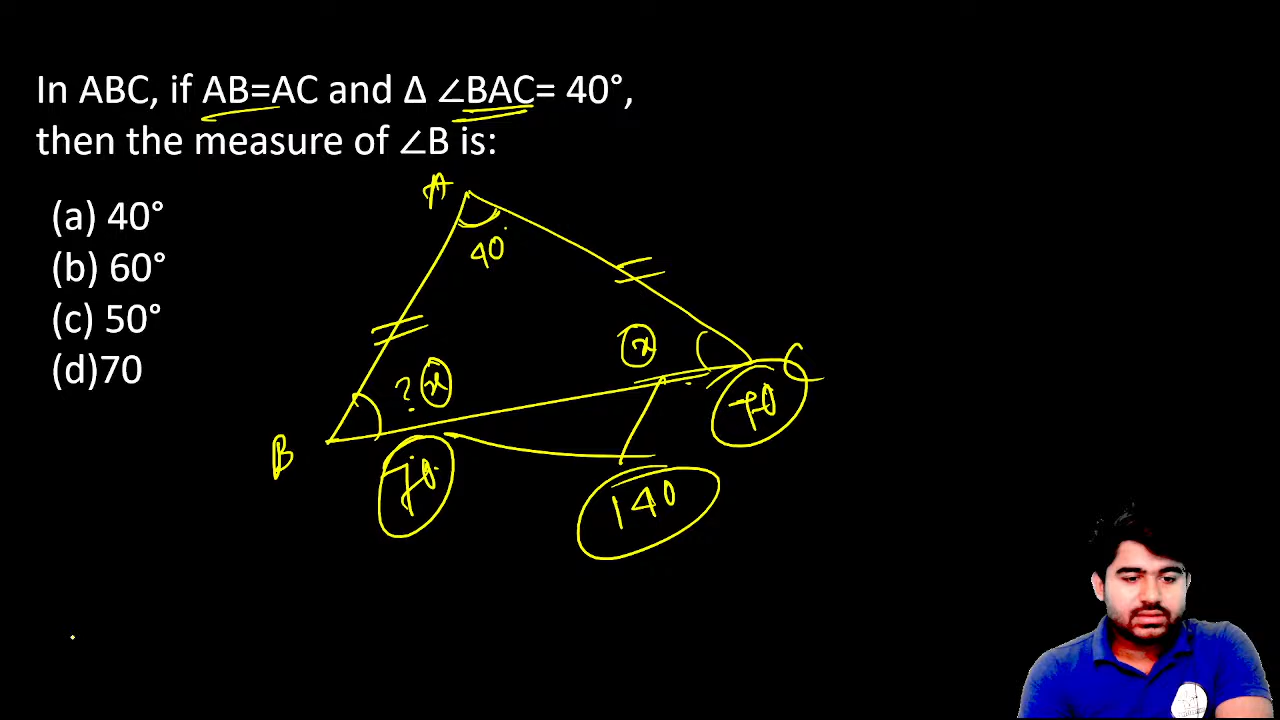 In ABC, if AB=AC and Δ ∠BAC= 40°,
then the measure of ∠B is:
(a) 40°
(b) 60°
(c) 50°
(d)70
A
40°
x
? x
C
70
B
70
140